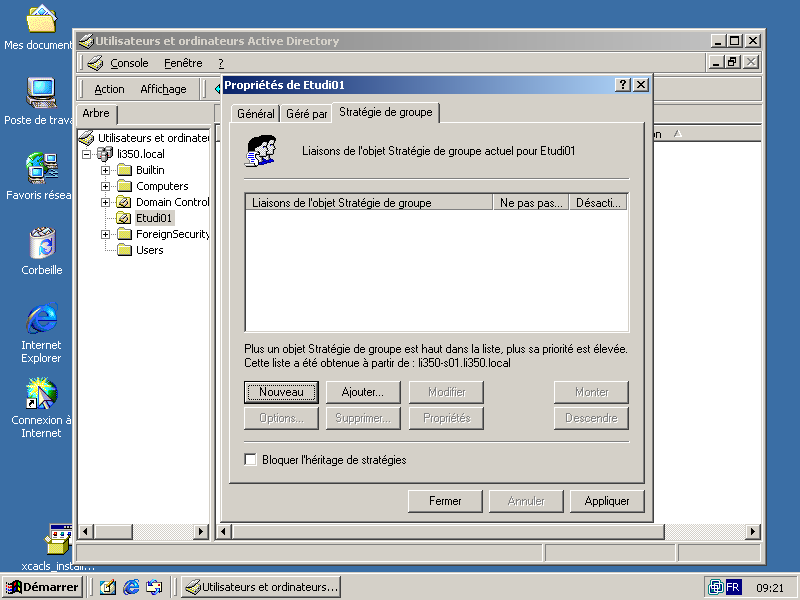 Mes document
Poste de trava
Favoris résea
Corbeille
Internet
Explorer
Connexion à
Internet
xcacls_install...
Utilisateurs et ordinateurs Active Directory
Console Fenêtre ?
Action Affichage
Arbre
Utilisateurs et ordinate
li350.local
Builtin
Computers
Domain Control
Etudi01
ForeignSecurity
Users
on
Propriétés de Etudi01
Général Géré par Stratégie de groupe
Liaisons de l'objet Stratégie de groupe actuel pour Etudi01
Liaisons de l'objet Stratégie de groupe Ne pas pas... Désacti...
Plus un objet Stratégie de groupe est haut dans la liste, plus sa priorité est élevée.
Cette liste a été obtenue à partir de : li350-s01.li350.local
Nouveau Ajouter... Modifier Monter
Options... Supprimer... Propriétés Descendre
Bloquer l'héritage de stratégies
Fermer Annuler Appliquer
Démarrer Utilisateurs et ordinateurs... FR 09:21